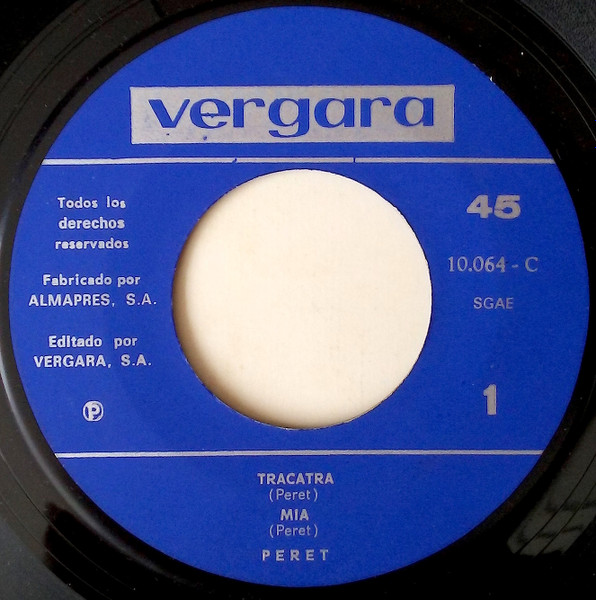 vergara
Todos los
derechos
reservados
Fabricado por
ALMAPRES, S.A.
Editado por
VERGARA, S.A.
℗
45
10.064 - C
SGAE
1
TRACATRA
(Peret)
MIA
(Peret)
PERET